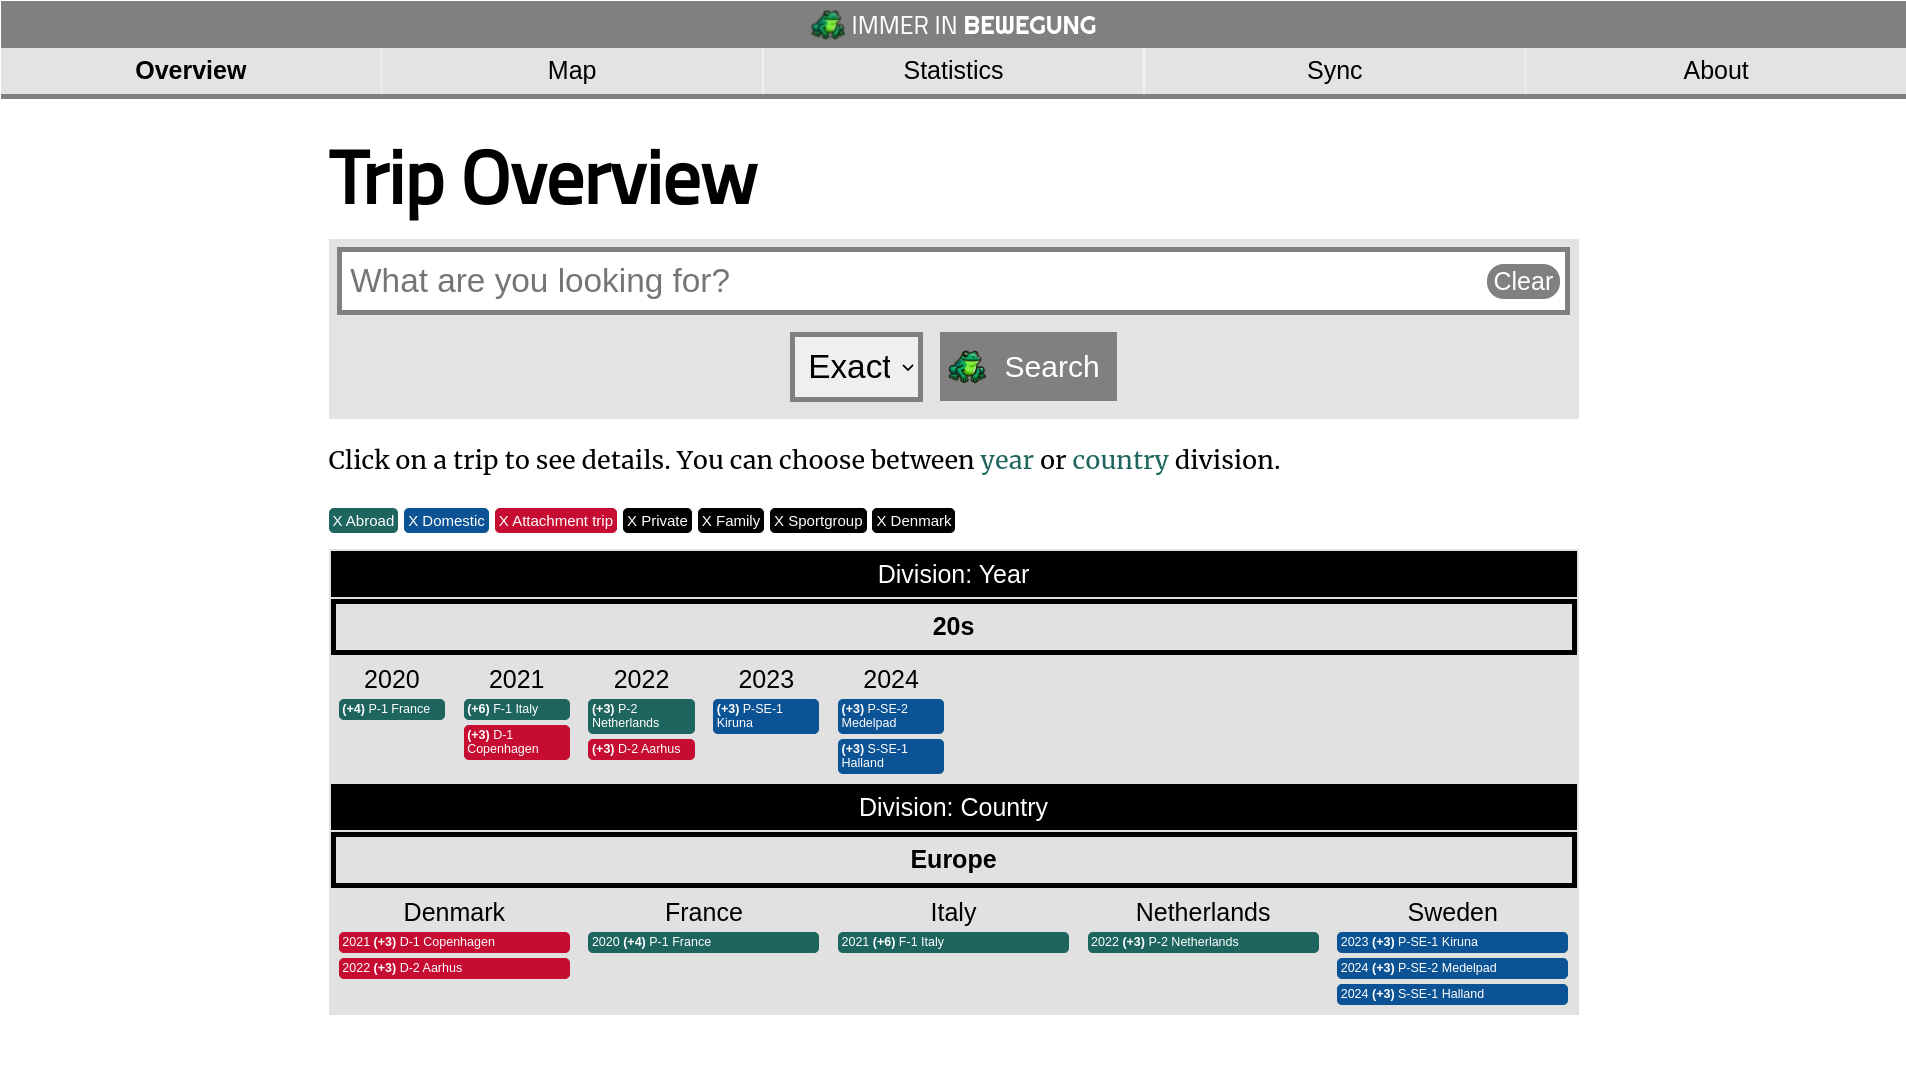 IMMER IN BEWEGUNG
Overview
Map
Statistics
Sync
About
Trip Overview
What are you looking for?
Clear
Exact
Search
Click on a trip to see details. You can choose between year or country division.
X Abroad X Domestic X Attachment trip X Private X Family X Sportgroup X Denmark
Division: Year
20s
2020
(+4) P-1 France
2021
(+6) F-1 Italy
(+3) D-1
Copenhagen
2022
(+3) P-2
Netherlands
(+3) D-2 Aarhus
2023
(+3) P-SE-1
Kiruna
2024
(+3) P-SE-2
Medelpad
(+3) S-SE-1
Halland
Division: Country
Europe
Denmark
2021 (+3) D-1 Copenhagen
2022 (+3) D-2 Aarhus
France
2020 (+4) P-1 France
Italy
2021 (+6) F-1 Italy
Netherlands
2022 (+3) P-2 Netherlands
Sweden
2023 (+3) P-SE-1 Kiruna
2024 (+3) P-SE-2 Medelpad
2024 (+3) S-SE-1 Halland